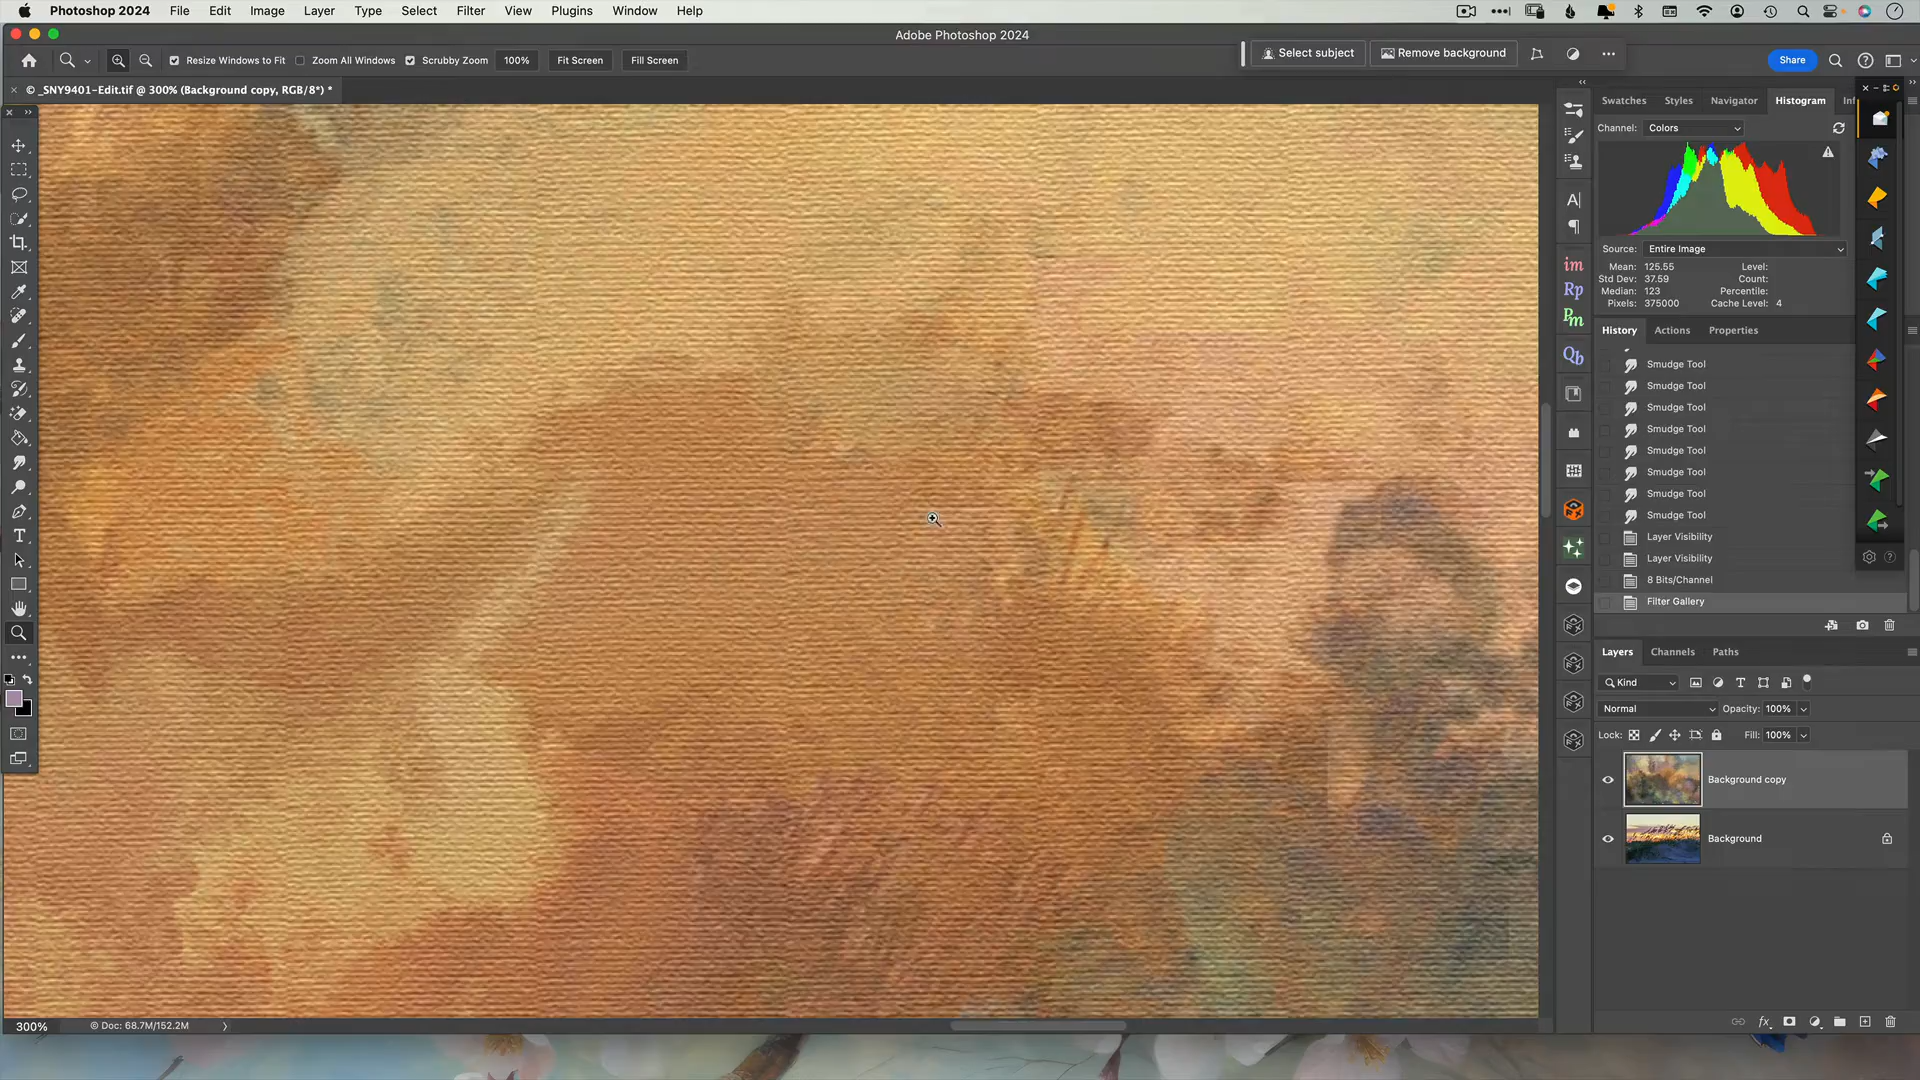 Photoshop 2024 File Edit Image Layer Type Select Filter View Plugins Window Help
Adobe Photoshop 2024
Resize Windows to Fit Zoom All Windows Scrubby Zoom 100% Fit Screen Fill Screen Select subject Remove background Share
© _SNY9401-Edit.tif @ 300% (Background copy, RGB/8*) *
Swatches Styles Navigator Histogram Inf
Channel: Colors
Source: Entire Image
Mean: 125.55 Level:
Std Dev: 37.59 Count:
Median: 123 Percentile:
Pixels: 375000 Cache Level: 4
im
Rp
Pm
Qb
History Actions Properties
Smudge Tool
Smudge Tool
Smudge Tool
Smudge Tool
Smudge Tool
Smudge Tool
Smudge Tool
Smudge Tool
Layer Visibility
Layer Visibility
8 Bits/Channel
Filter Gallery
Layers Channels Paths
Kind
Normal Opacity: 100%
Lock: Fill: 100%
Background copy
Background
fx
300% © Doc: 68.7M/152.2M